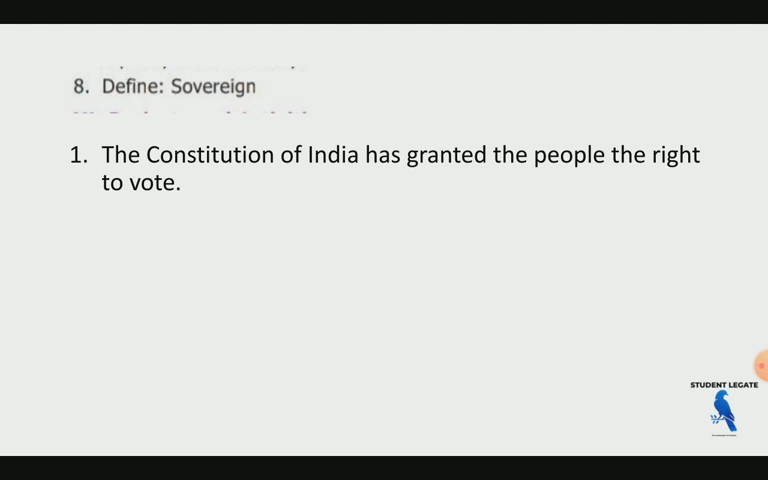 8. Define: Sovereign
1. The Constitution of India has granted the people the right
to vote.
STUDENT LEGATE